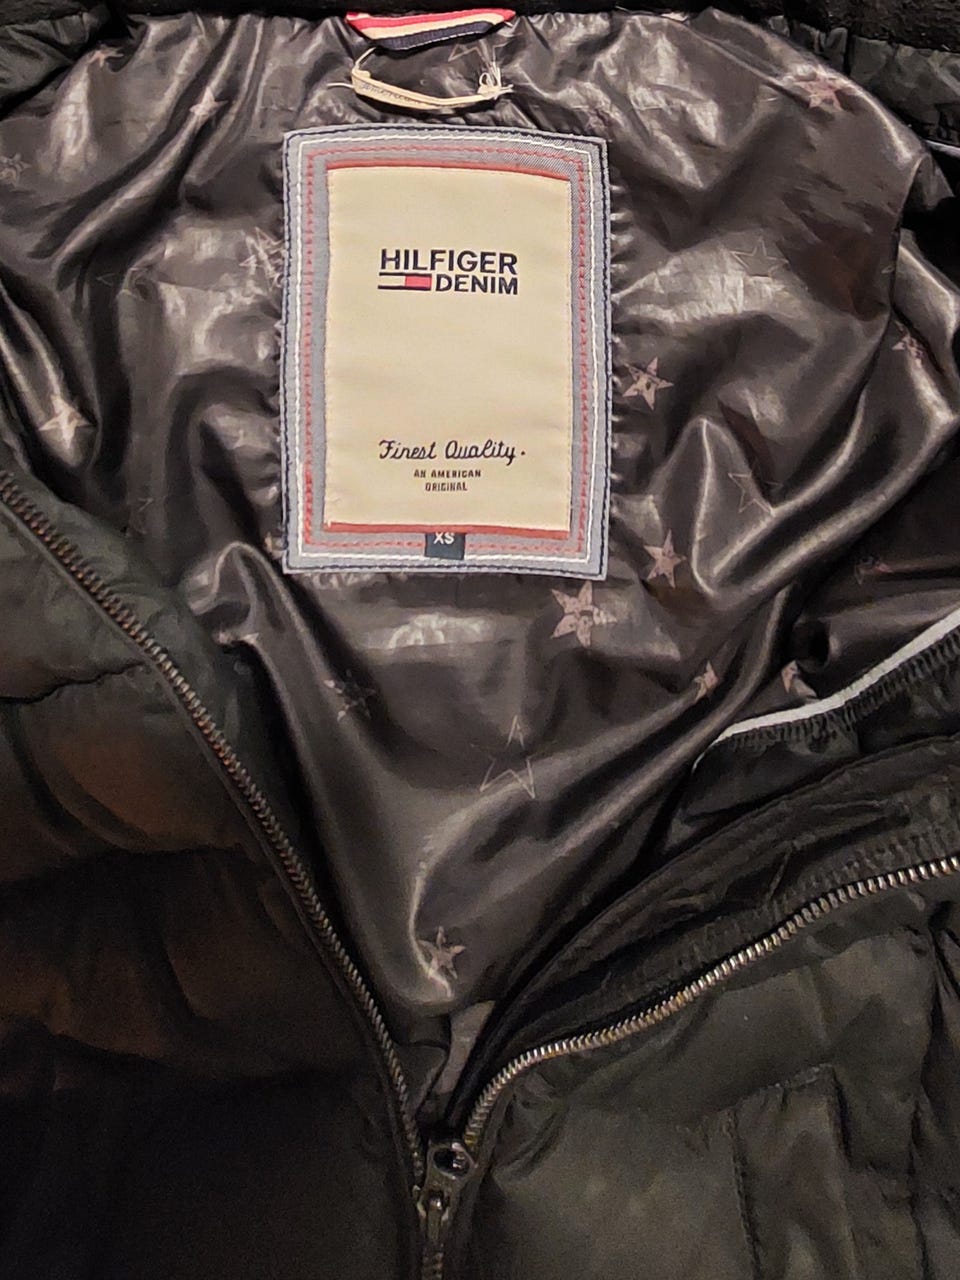 HILFIGER
DENIM
Finest Quality.
AN AMERICAN
ORIGINAL
XS